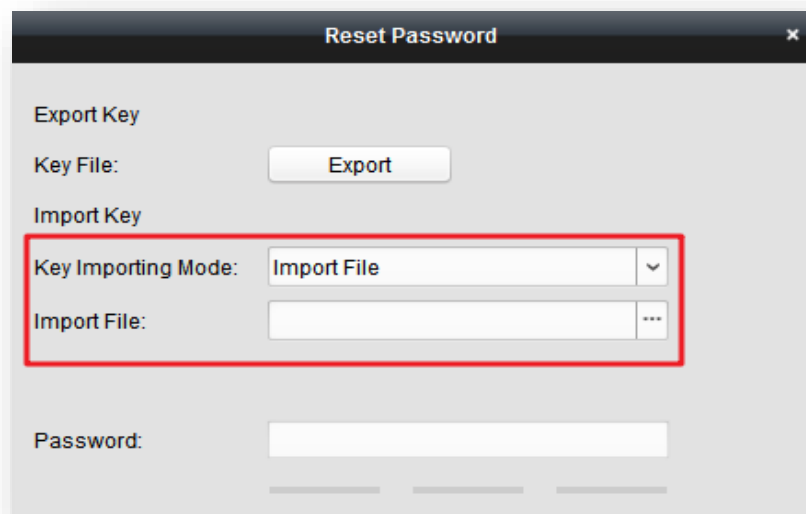 Reset Password ×
Export Key
Key File: Export
Import Key
Key Importing Mode: Import File
Import File: ...
Password: